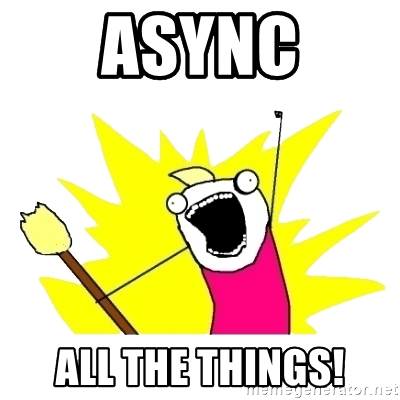 ASYNC
ALL THE THINGS!
memegenerator.net